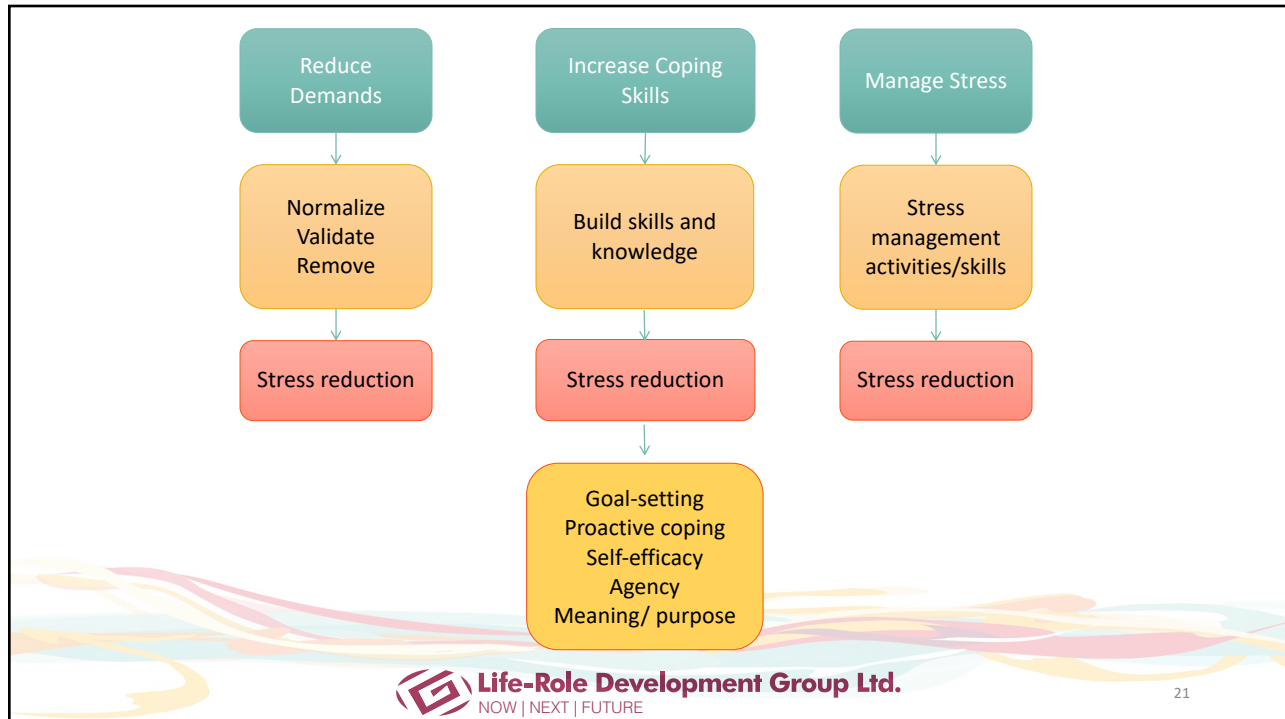 Reduce
Demands
Normalize
Validate
Remove
Stress reduction
Increase Coping
Skills
Build skills and
knowledge
Stress reduction
Goal-setting
Proactive coping
Self-efficacy
Agency
Meaning/ purpose
Manage Stress
Stress
management
activities/skills
Stress reduction
Life-Role Development Group Ltd.
NOW | NEXT | FUTURE
21